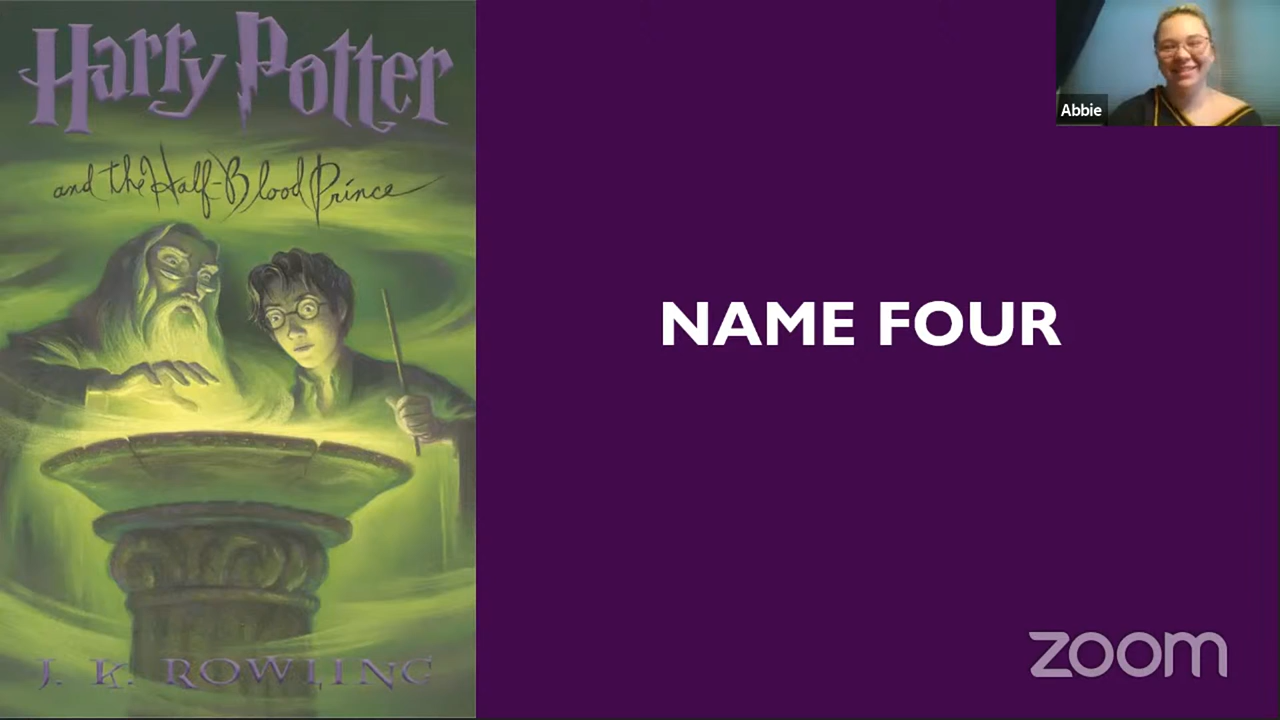 Harry Potter
and the Half-Blood Prince
J. K. ROWLING
NAME FOUR
Abbie
zoom